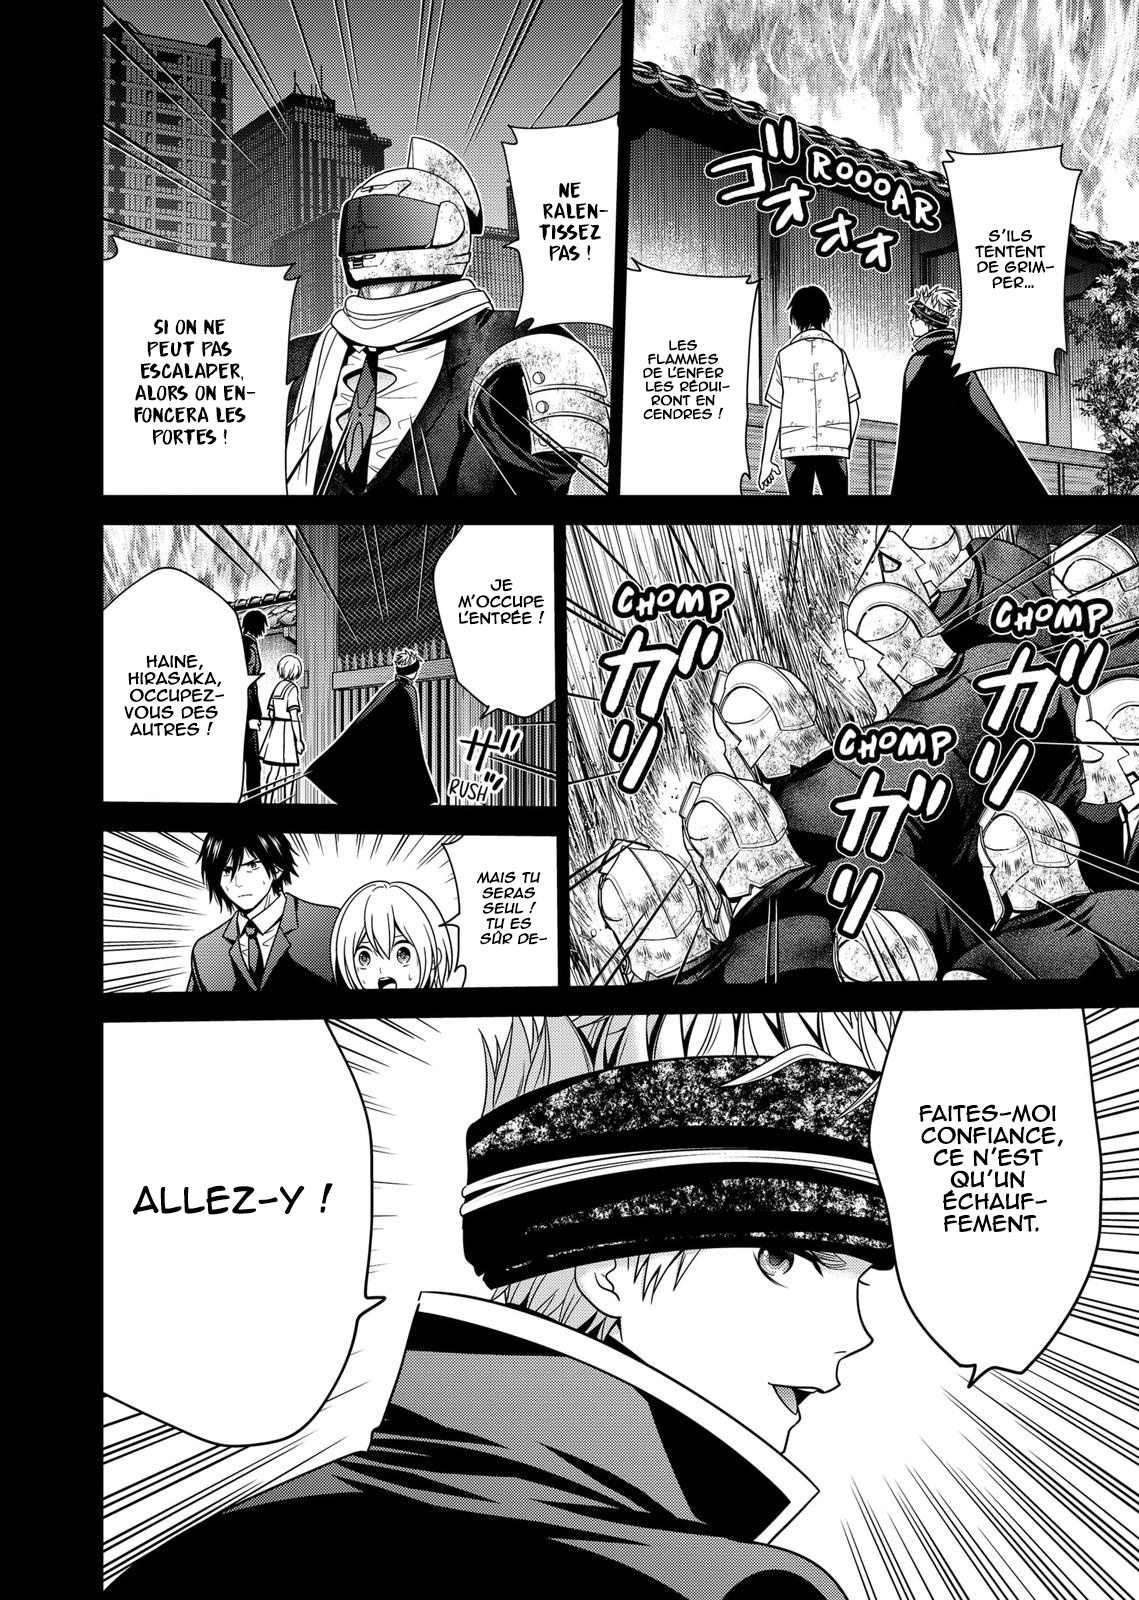 S'ILS
TENTENT
DE GRIM-
PER...
ROOOAR
ゴオオオ
LES
FLAMMES
DE L'ENFER
LES RÉDUI-
RONT EN
CENDRES !
NE
RALEN-
TISSEZ
PAS !
SI ON NE
PEUT PAS
ESCALADER,
ALORS ON EN-
FONCERA LES
PORTES !
CHOMP
ガリ
CHOMP
ガリ
CHOMP
ガリ
JE
M'OCCUPE
L'ENTRÉE !
HAINE,
HIRASAKA,
OCCUPEZ-
VOUS DES
AUTRES !
ザッ
RUSH
MAIS TU
SERAS
SEUL !
TU ES
SÛR DE-
FAITES-MOI
CONFIANCE,
CE N'EST
QU'UN
ÉCHAUF-
FEMENT.
ALLEZ-Y !